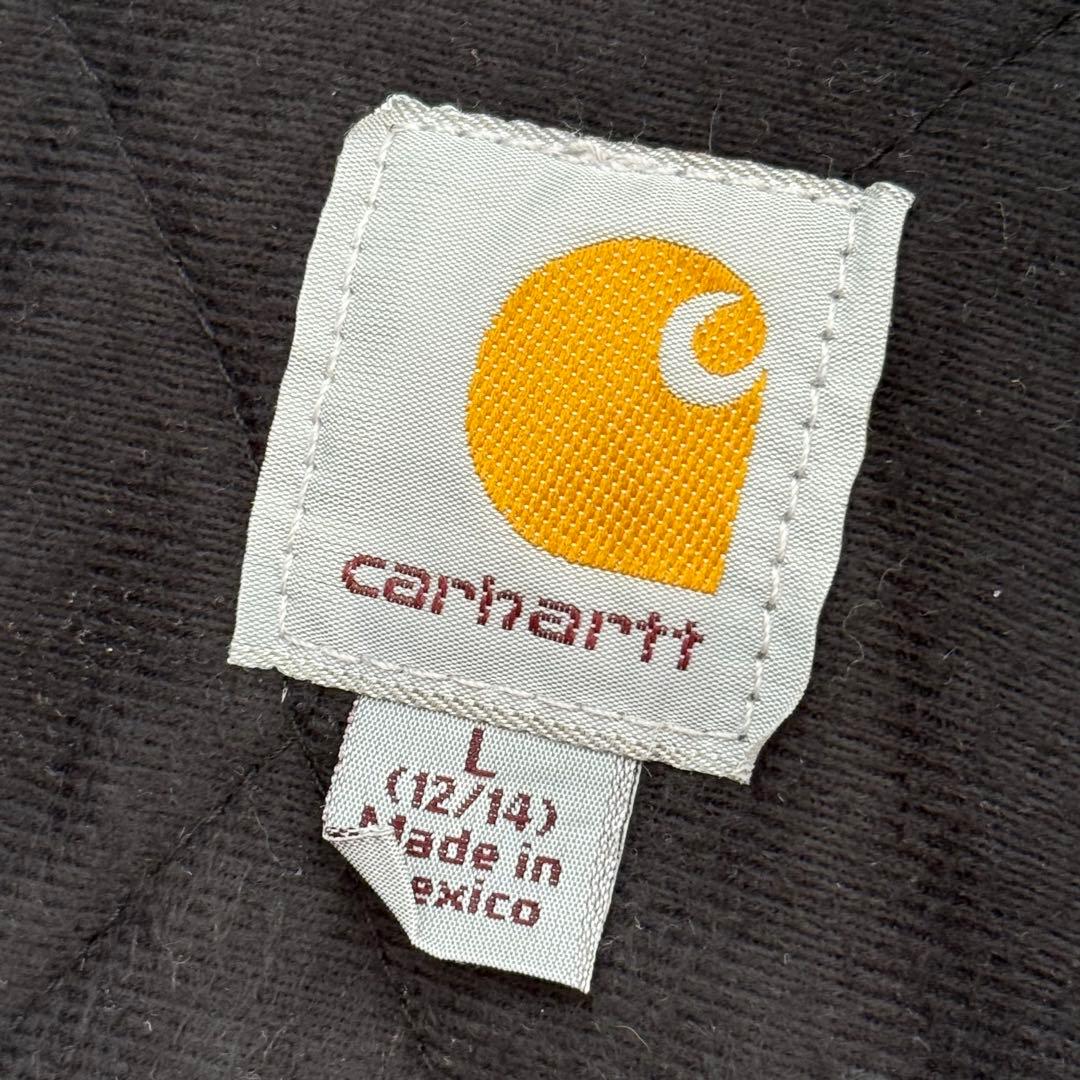 carhartt
L
(12/14)
Made in
exico